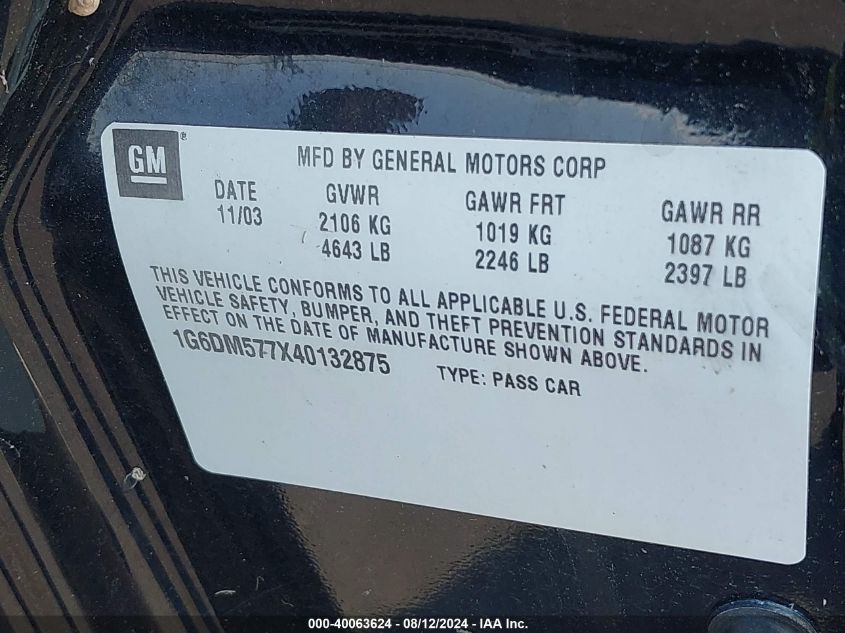 GM®
MFD BY GENERAL MOTORS CORP
DATE GVWR GAWR FRT GAWR RR
11/03 2106 KG 1019 KG 1087 KG
4643 LB 2246 LB 2397 LB
THIS VEHICLE CONFORMS TO ALL APPLICABLE U.S. FEDERAL MOTOR
VEHICLE SAFETY, BUMPER, AND THEFT PREVENTION STANDARDS IN
EFFECT ON THE DATE OF MANUFACTURE SHOWN ABOVE.
1G6DM577X40132875 TYPE: PASS CAR
000-40063624 - 08/12/2024 - IAAI Inc.